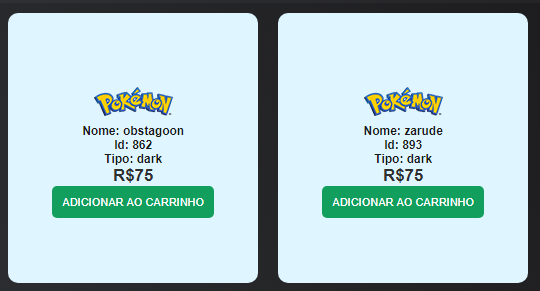 Pokémon
Nome: obstagoon
Id: 862
Tipo: dark
R$75
ADICIONAR AO CARRINHO
Pokémon
Nome: zarude
Id: 893
Tipo: dark
R$75
ADICIONAR AO CARRINHO